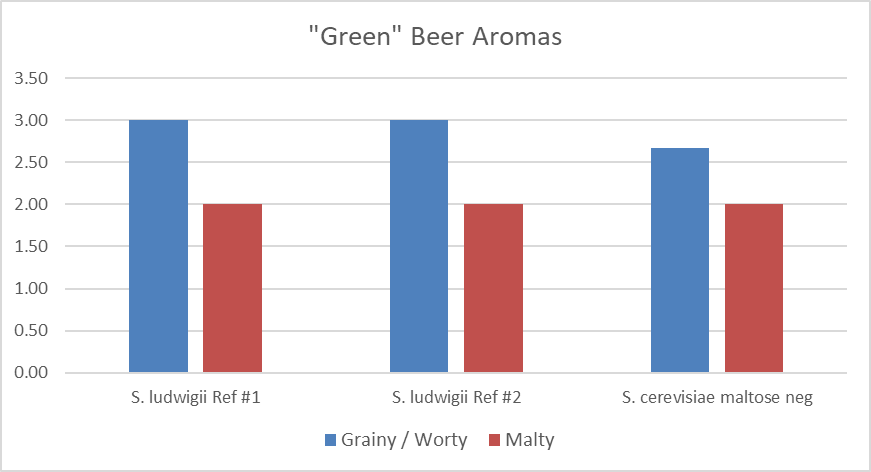 "Green" Beer Aromas
3.50
3.00
2.50
2.00
1.50
1.00
0.50
0.00
S. ludwigii Ref #1 S. ludwigii Ref #2 S. cerevisiae maltose neg
Grainy / Worty Malty